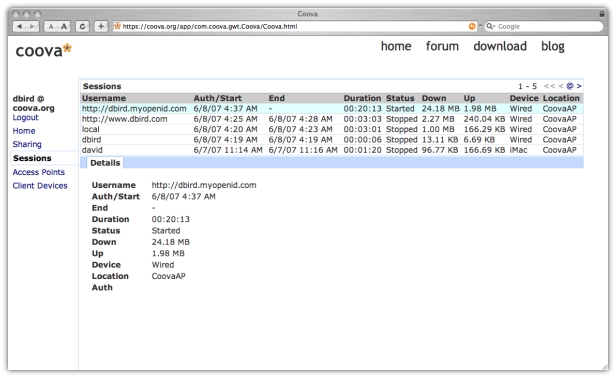 Coova
A A C + https://coova.org/app/com.coova.gwt.Coova/Coova.html Q- Google
coova
home forum download blog
Sessions 1 - 5 << < @ >
Username Auth/Start End Duration Status Down Up Device Location
http://dbird.myopenid.com 6/8/07 4:37 AM - 00:20:13 Started 24.18 MB 1.98 MB Wired CoovaAP
http://www.dbird.com 6/8/07 4:25 AM 6/8/07 4:28 AM 00:03:03 Stopped 2.27 MB 240.04 KB Wired CoovaAP
local 6/8/07 4:20 AM 6/8/07 4:23 AM 00:03:01 Stopped 1.00 MB 166.29 KB Wired CoovaAP
dbird 6/8/07 4:19 AM 6/8/07 4:19 AM 00:00:06 Stopped 13.11 KB 6.69 KB Wired CoovaAP
david 6/7/07 11:14 AM 6/7/07 11:16 AM 00:01:20 Stopped 96.77 KB 166.69 KB iMac CoovaAP
dbird @
coova.org
Logout
Home
Sharing
Sessions
Access Points
Client Devices
Details
Username http://dbird.myopenid.com
Auth/Start 6/8/07 4:37 AM
End -
Duration 00:20:13
Status Started
Down 24.18 MB
Up 1.98 MB
Device Wired
Location CoovaAP
Auth